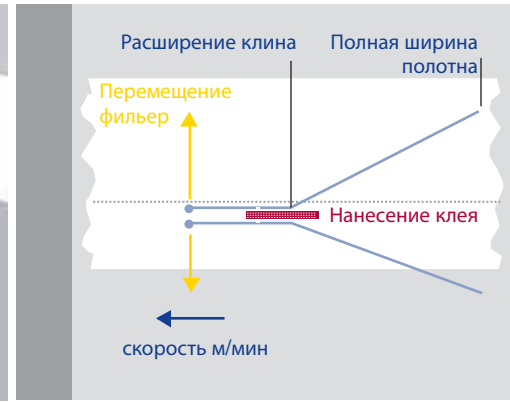 Расширение клина
Полная ширина
полотна
Перемещение
фильер
Нанесение клея
скорость м/мин